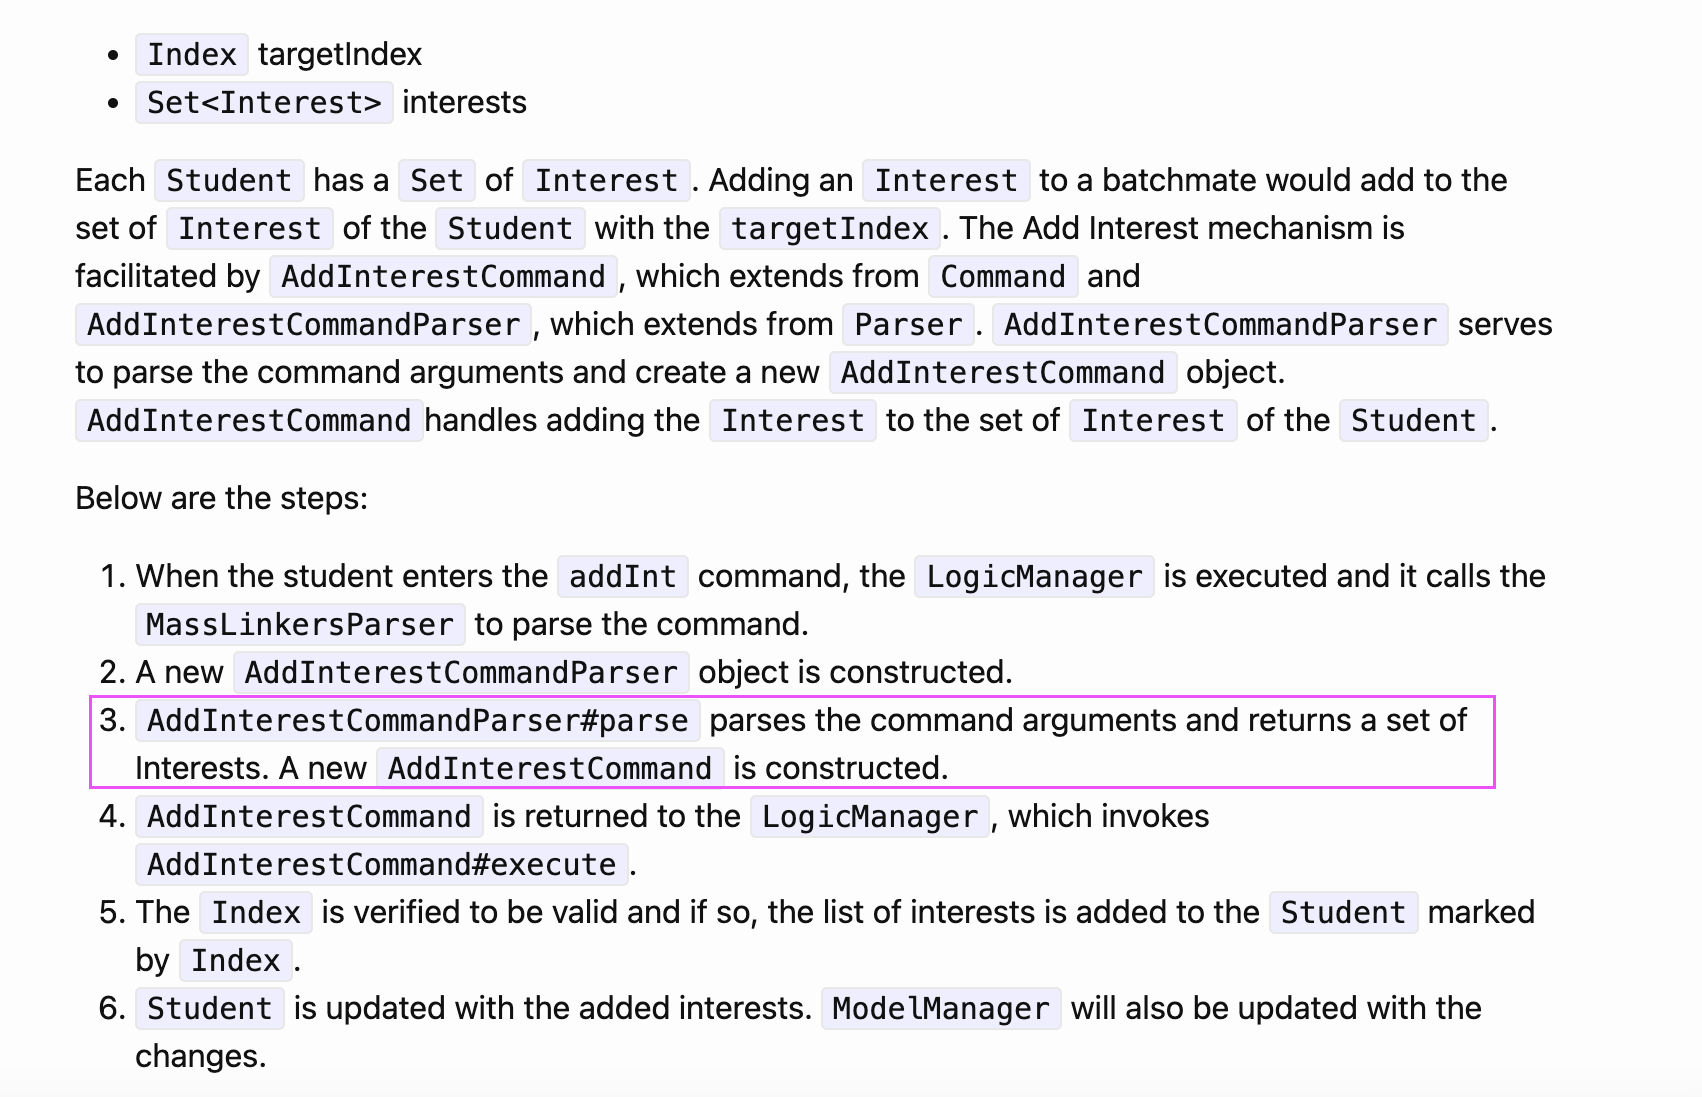 • Index targetIndex
• Set<Interest> interests
Each Student has a Set of Interest. Adding an Interest to a batchmate would add to the
set of Interest of the Student with the targetIndex. The Add Interest mechanism is
facilitated by AddInterestCommand, which extends from Command and
AddInterestCommandParser, which extends from Parser. AddInterestCommandParser serves
to parse the command arguments and create a new AddInterestCommand object.
AddInterestCommand handles adding the Interest to the set of Interest of the Student.
Below are the steps:
1. When the student enters the addInt command, the LogicManager is executed and it calls the
MassLinkersParser to parse the command.
2. A new AddInterestCommandParser object is constructed.
3. AddInterestCommandParser#parse parses the command arguments and returns a set of
Interests. A new AddInterestCommand is constructed.
4. AddInterestCommand is returned to the LogicManager, which invokes
AddInterestCommand#execute.
5. The Index is verified to be valid and if so, the list of interests is added to the Student marked
by Index.
6. Student is updated with the added interests. ModelManager will also be updated with the
changes.